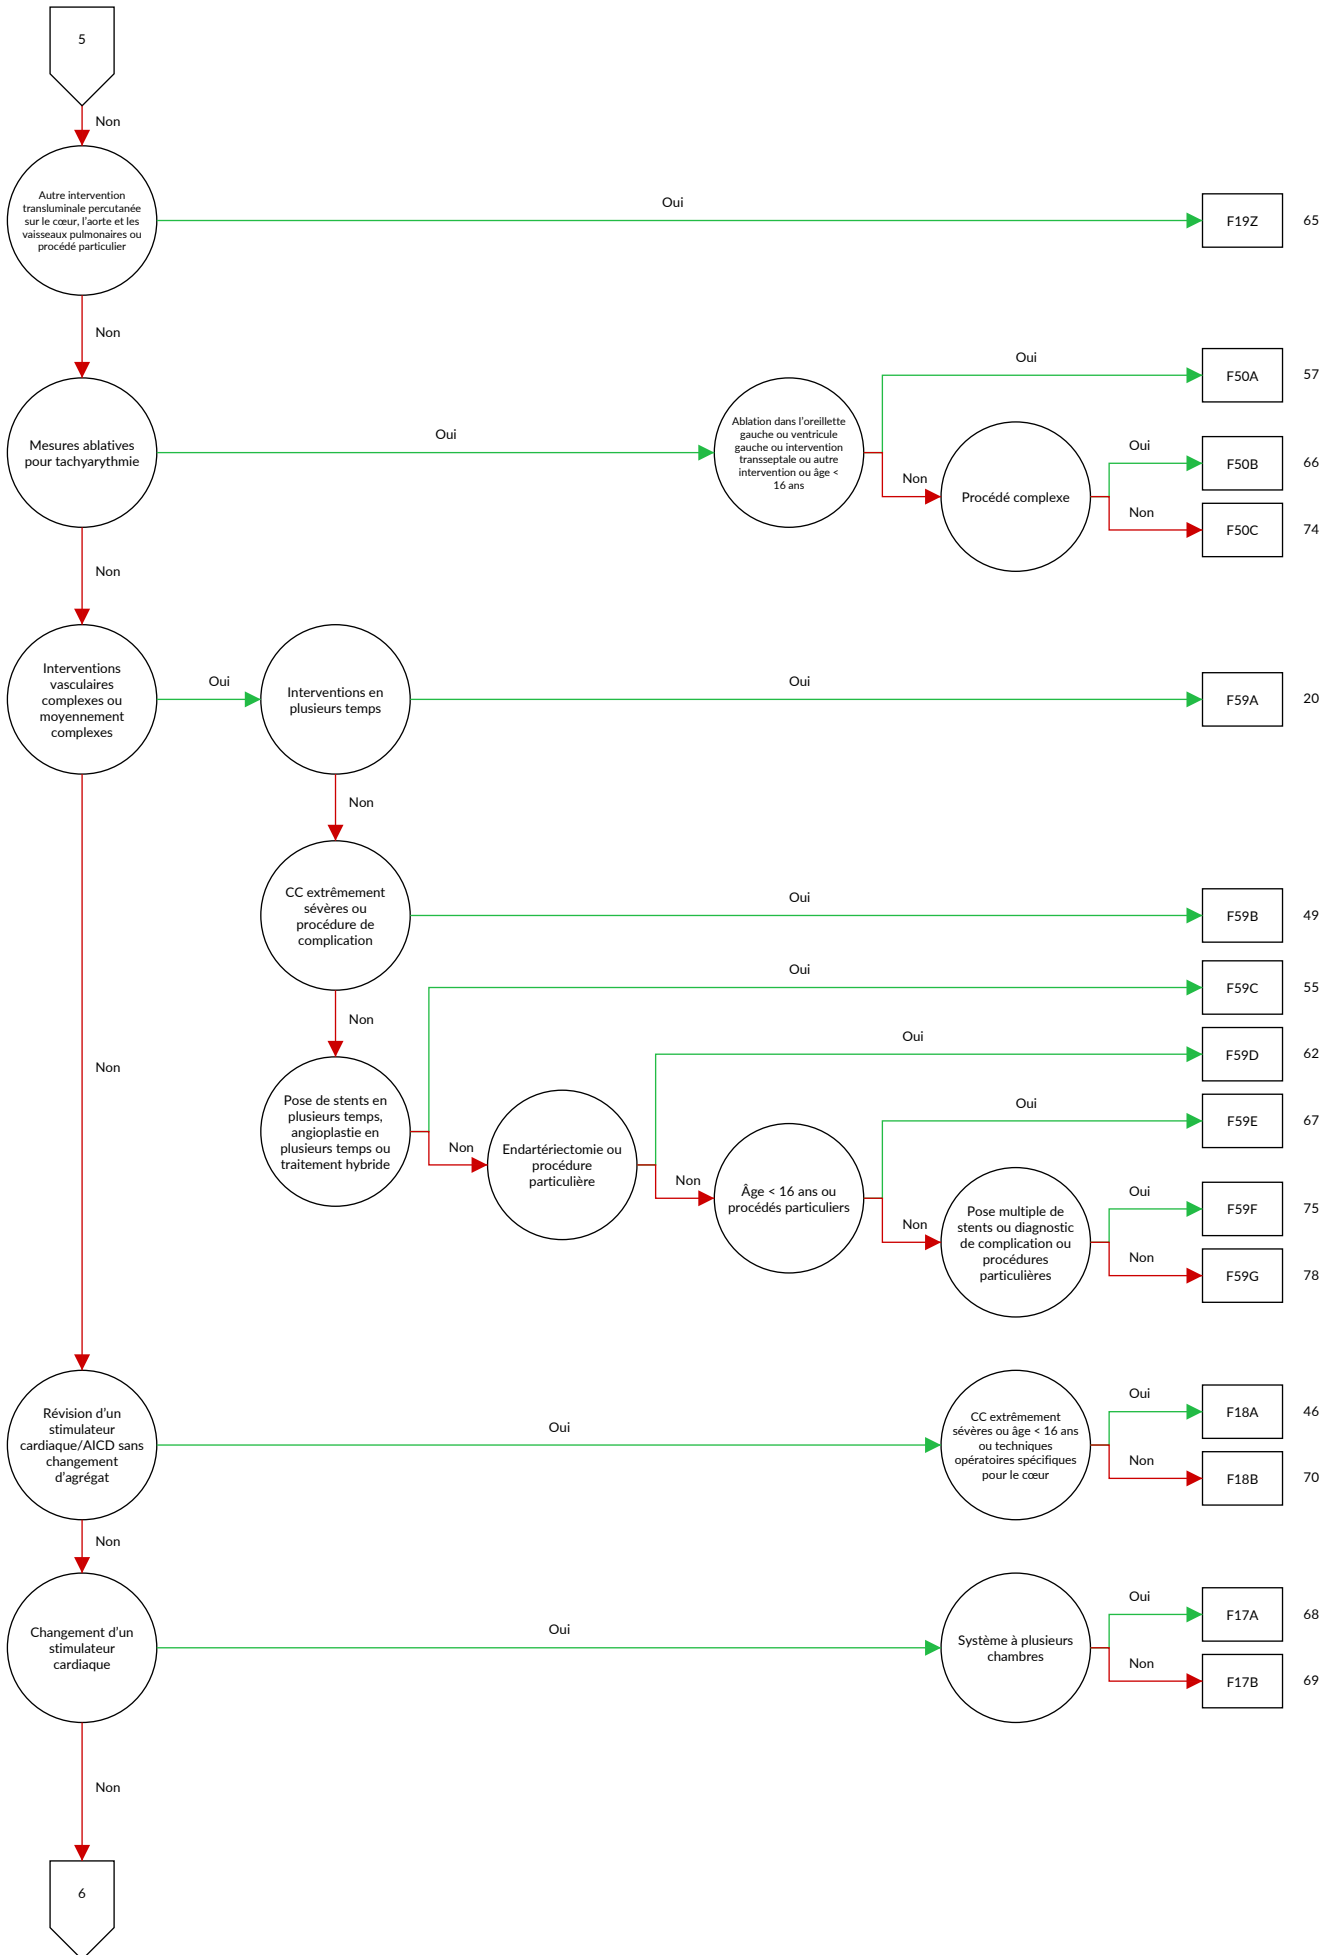 5
Non
Autre intervention
transluminale percutanée
sur le cœur, l'aorte et les
vaisseaux pulmonaires ou
procédé particulier
Oui
F19Z
65
Non
Mesures ablatives
pour tachyarythmie
Oui
Ablation dans l'oreillette
gauche ou ventricule
gauche ou intervention
transseptale ou autre
intervention ou âge <
16 ans
Oui
F50A
57
Non
Procédé complexe
Oui
F50B
66
Non
F50C
74
Non
Interventions
vasculaires
complexes ou
moyennement
complexes
Oui
Interventions en
plusieurs temps
Oui
F59A
20
Non
CC extrêmement
sévères ou
procédure de
complication
Oui
F59B
49
Non
Pose de stents en
plusieurs temps,
angioplastie en
plusieurs temps ou
traitement hybride
Oui
F59C
55
Non
Endartériectomie ou
procédure
particulière
Oui
F59D
62
Non
Âge < 16 ans ou
procédés particuliers
Oui
F59E
67
Non
Pose multiple de
stents ou diagnostic
de complication ou
procédures
particulières
Oui
F59F
75
Non
F59G
78
Non
Révision d'un
stimulateur
cardiaque/AICD sans
changement
d'agrégat
Oui
CC extrêmement
sévères ou âge < 16 ans
ou techniques
opératoires spécifiques
pour le cœur
Oui
F18A
46
Non
F18B
70
Non
Changement d'un
stimulateur
cardiaque
Oui
Système à plusieurs
chambres
Oui
F17A
68
Non
F17B
69
Non
6